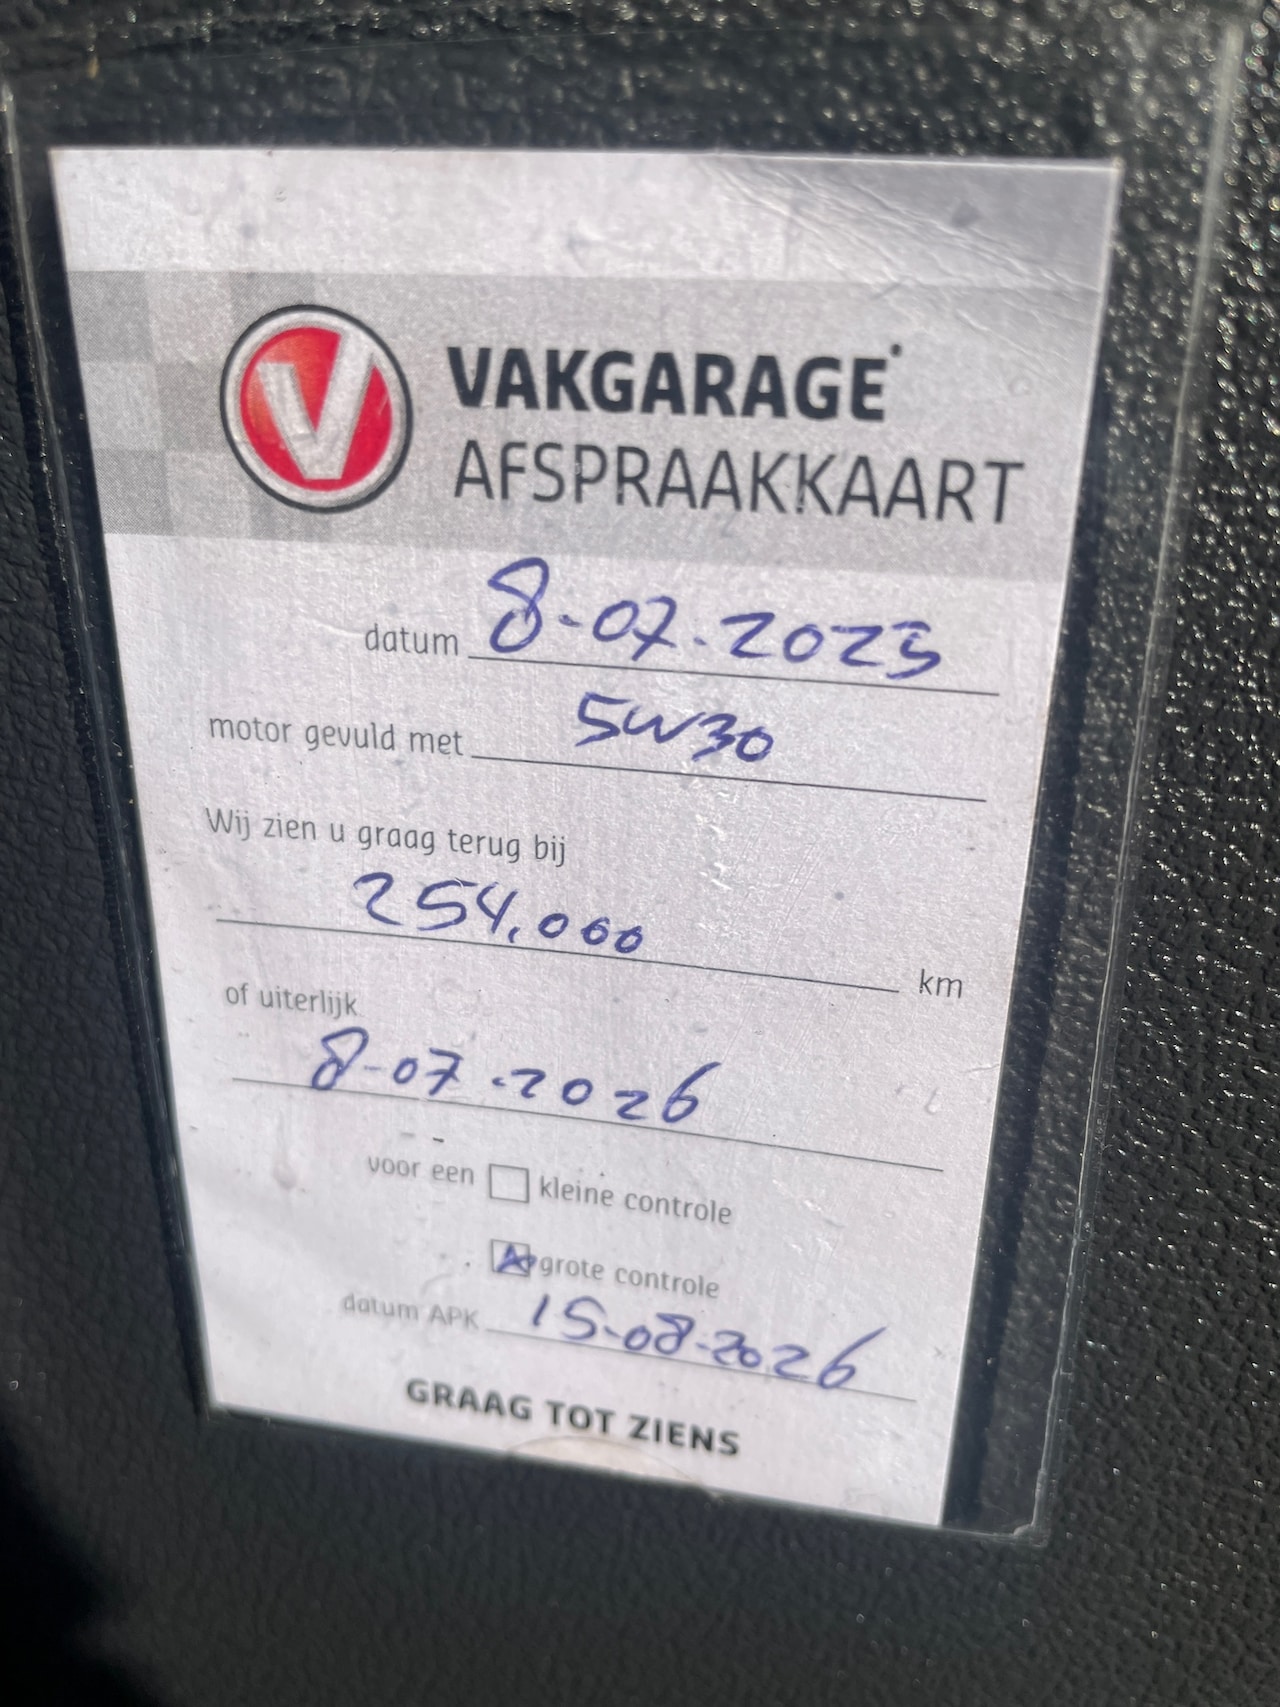 V
VAKGARAGE
AFSPRAAKKAART
datum 8-07-2025
motor gevuld met 5W30
Wij zien u graag terug bij
254.000 km
of uiterlijk
8-07-2026
voor een kleine controle
grote controle
datum APK 15-08-2026
GRAAG TOT ZIENS